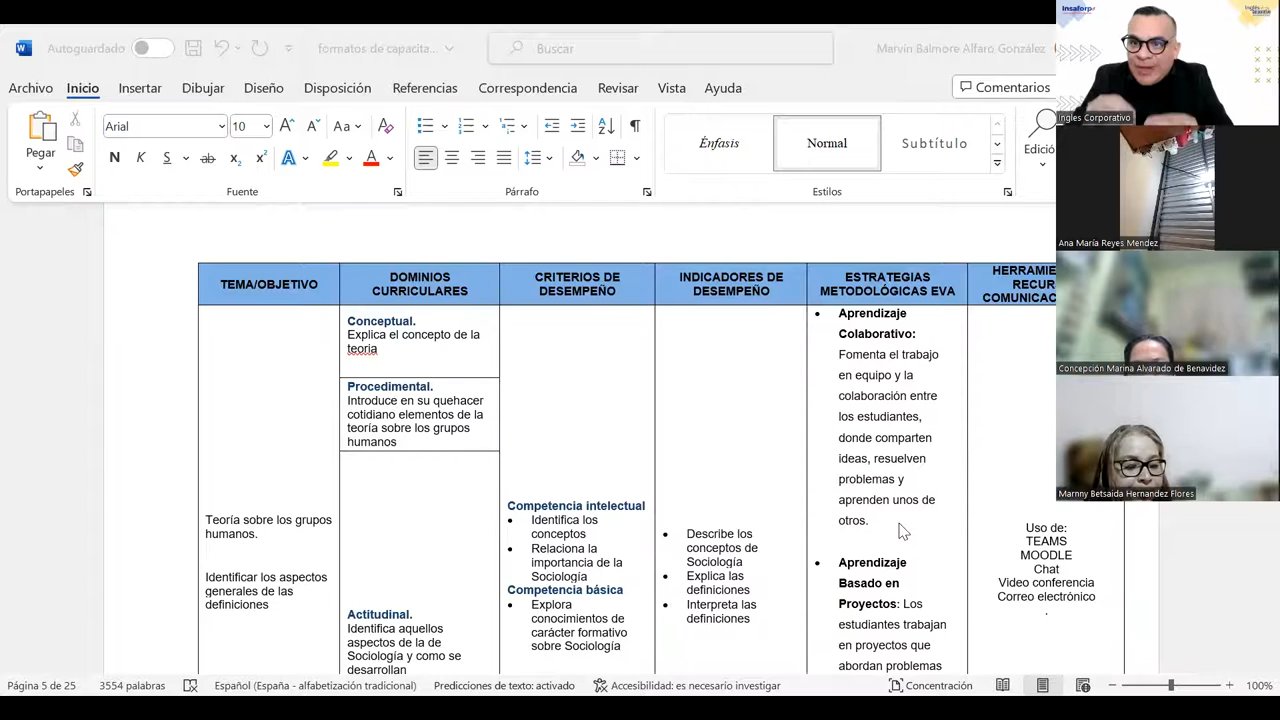 Autoguardado
formatos de capacita...
Buscar
Marvin Balmore Alfaro González
Archivo Inicio Insertar Dibujar Diseño Disposición Referencias Correspondencia Revisar Vista Ayuda
Comentarios
Pegar
Arial
10
Aa
N K S ab x₂ x²
Énfasis
Normal
Subtítulo
Edició
Portapapeles
Fuente
Párrafo
Estilos
TEMA/OBJETIVO
DOMINIOS
CURRICULARES
CRITERIOS DE
DESEMPEÑO
INDICADORES DE
DESEMPEÑO
ESTRATEGIAS
METODOLÓGICAS EVA
HERRAMIE
RECUR
COMUNICAC
Teoría sobre los grupos
humanos.
Identificar los aspectos
generales de las
definiciones
Conceptual.
Explica el concepto de la
teoria
Procedimental.
Introduce en su quehacer
cotidiano elementos de la
teoría sobre los grupos
humanos
Actitudinal.
Identifica aquellos
aspectos de la de
Sociología y como se
desarrollan
Competencia intelectual
• Identifica los
conceptos
• Relaciona la
importancia de la
Sociología
Competencia básica
• Explora
conocimientos de
carácter formativo
sobre Sociología
• Describe los
conceptos de
Sociología
• Explica las
definiciones
• Interpreta las
definiciones
• Aprendizaje
Colaborativo:
Fomenta el trabajo
en equipo y la
colaboración entre
los estudiantes,
donde comparten
ideas, resuelven
problemas y
aprenden unos de
otros.
• Aprendizaje
Basado en
Proyectos: Los
estudiantes trabajan
en proyectos que
abordan problemas
Uso de:
TEAMS
MOODLE
Chat
Video conferencia
Correo electrónico
.
Insaforp
Ingles Corporativo
Ana María Reyes Mendez
Concepción Marina Alvarado de Benavidez
Marnny Betsaida Hernandez Flores
Página 5 de 25 3554 palabras Español (España - alfabetización tradicional) Predicciones de texto: activado Accesibilidad: es necesario investigar Concentración 100%